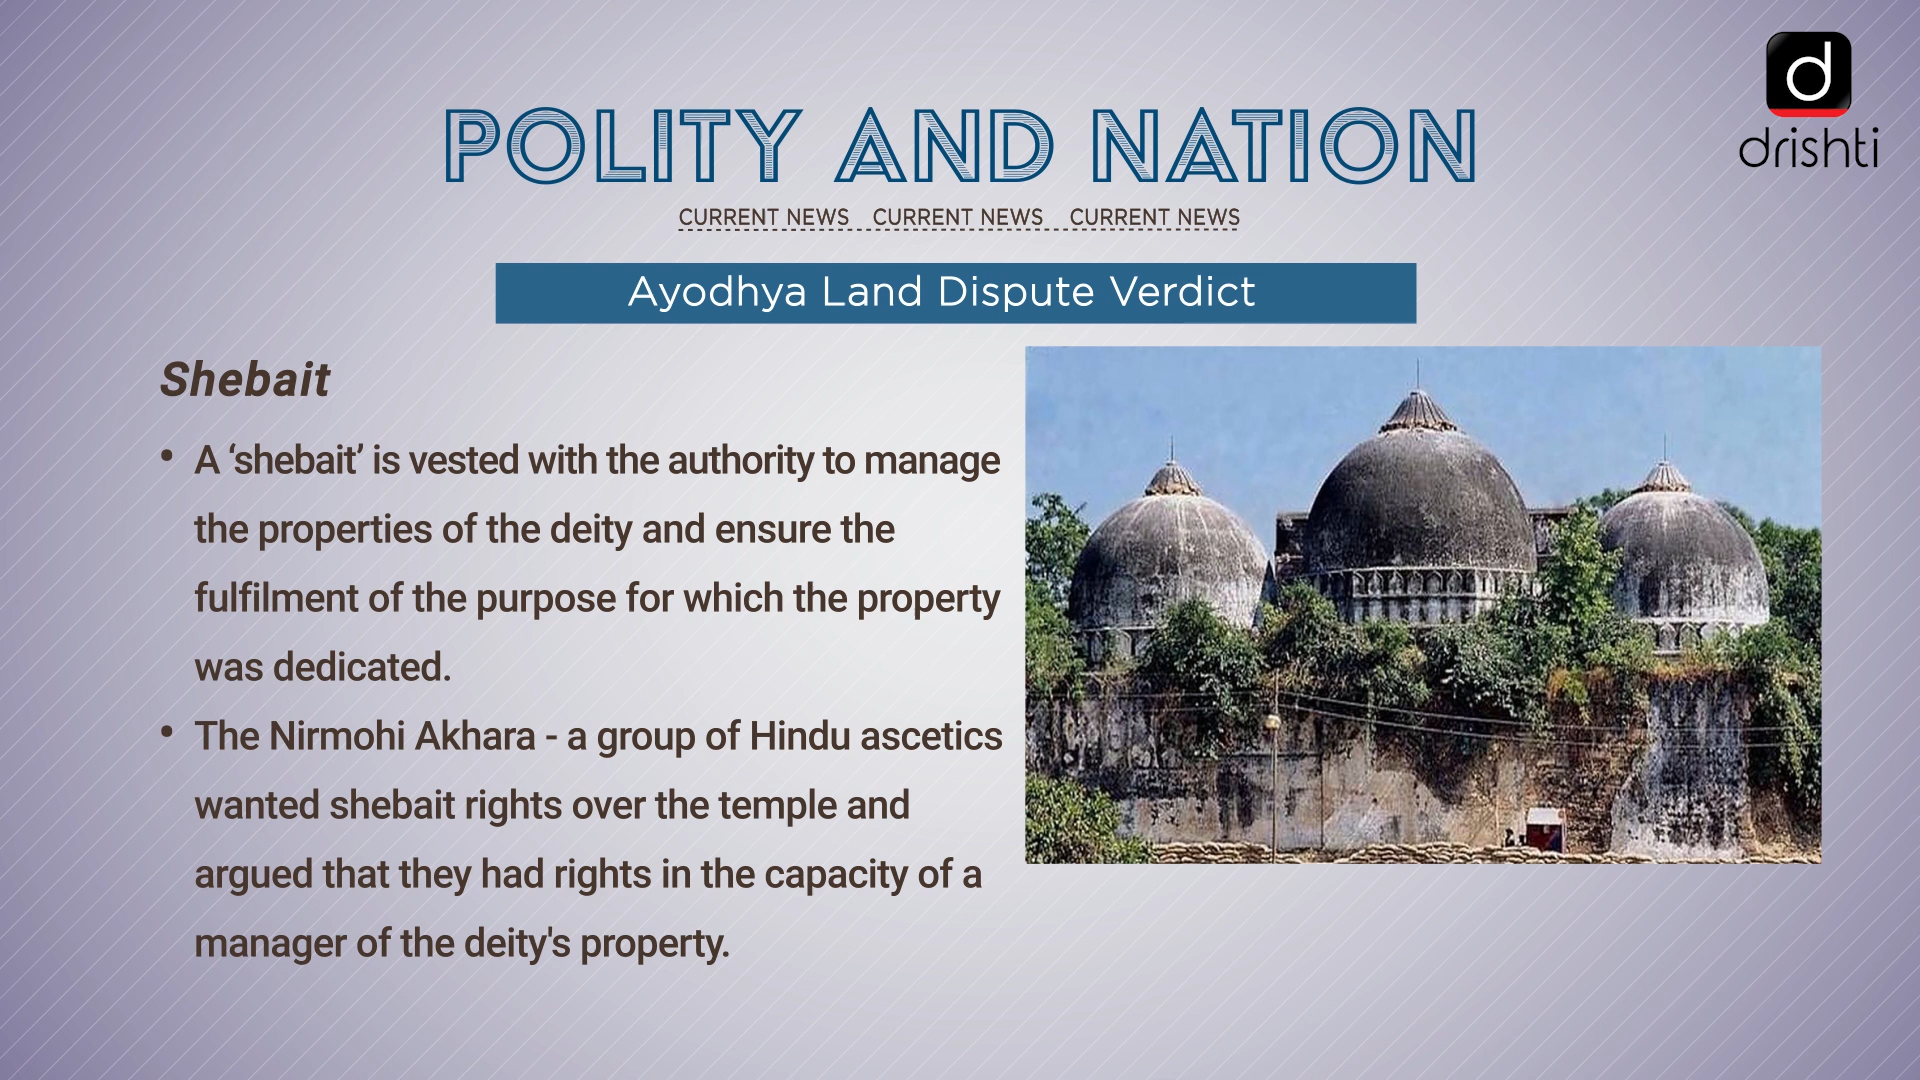 d
drishti
POLITY AND NATION
CURRENT NEWS CURRENT NEWS CURRENT NEWS
Ayodhya Land Dispute Verdict
Shebait
• A ‘shebait’ is vested with the authority to manage
the properties of the deity and ensure the
fulfilment of the purpose for which the property
was dedicated.
• The Nirmohi Akhara - a group of Hindu ascetics
wanted shebait rights over the temple and
argued that they had rights in the capacity of a
manager of the deity's property.